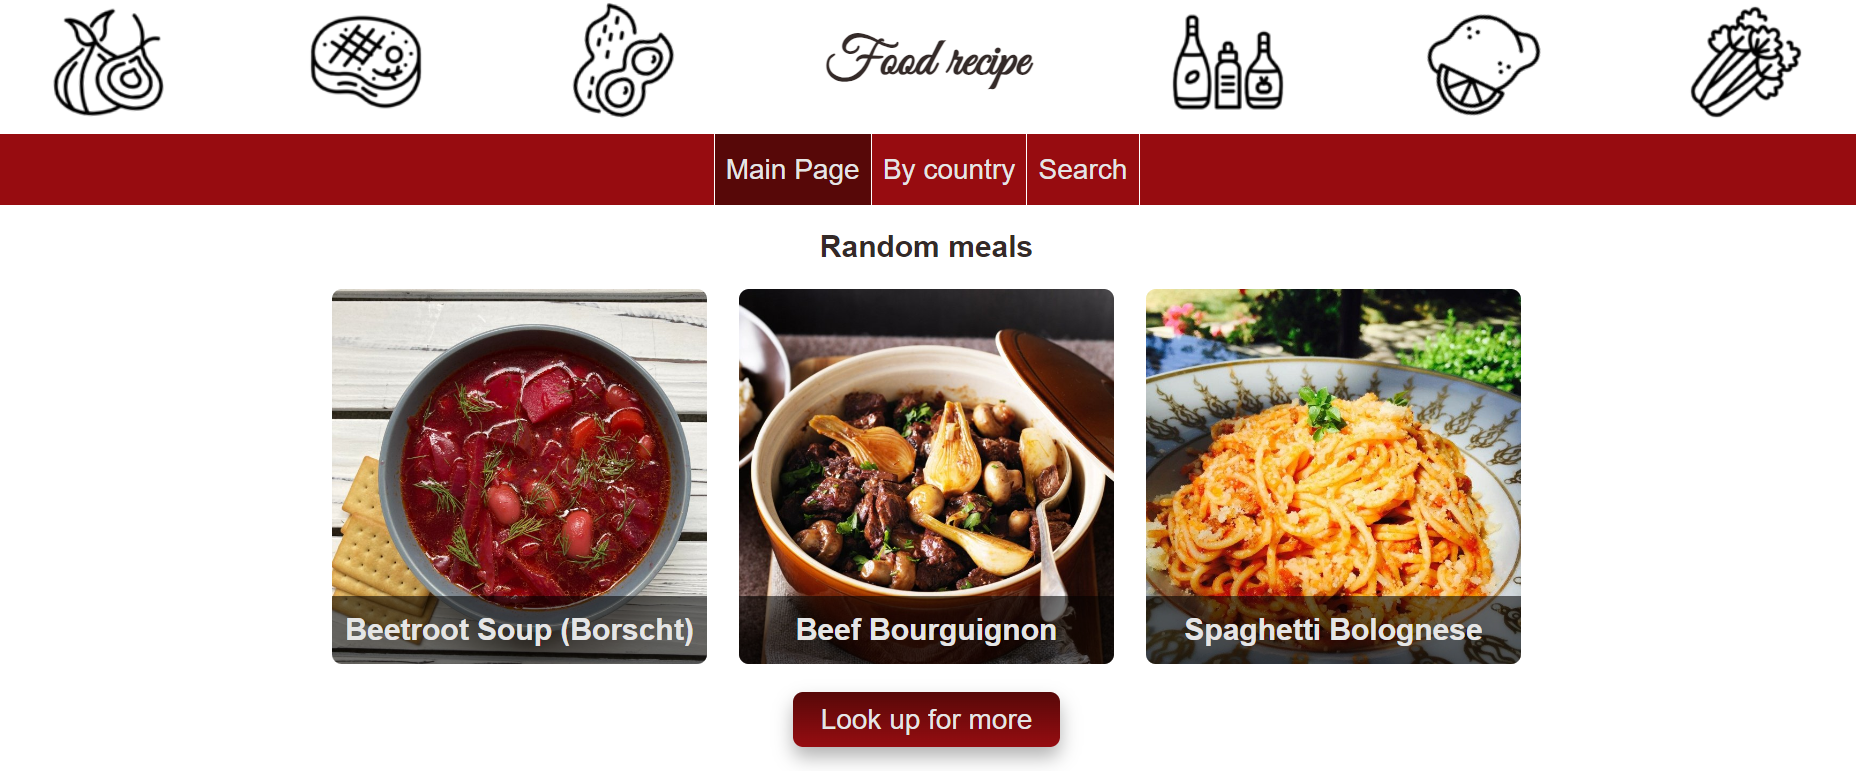 Food recipe
Main Page
By country
Search
Random meals
Beetroot Soup (Borscht)
Beef Bourguignon
Spaghetti Bolognese
Look up for more